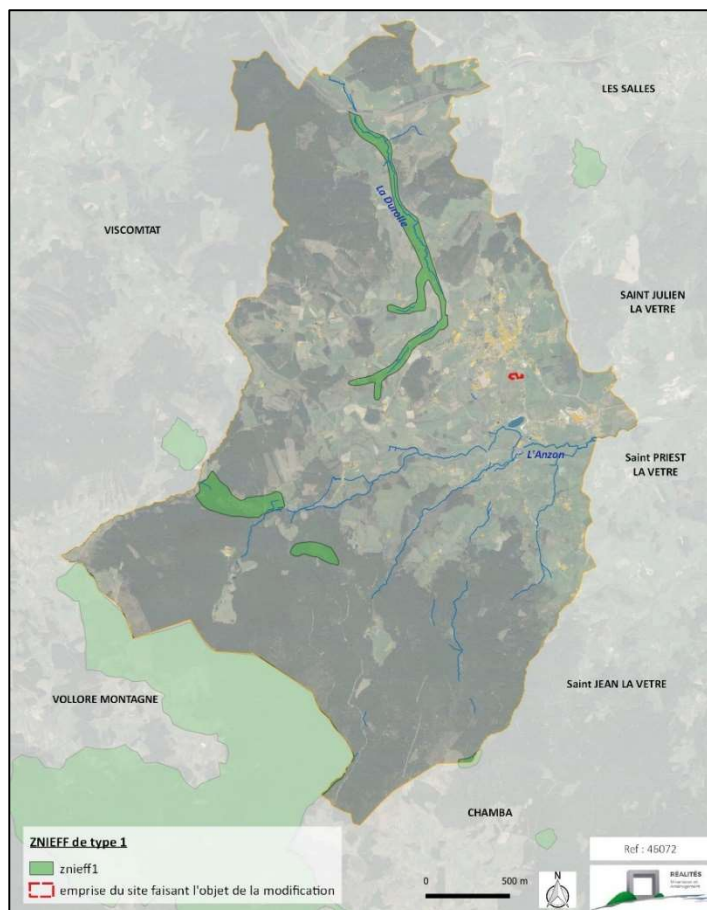 LES SALLES
La Durolle
VISCOMTAT
SAINT JULIEN
LA VETRE
L'Anzon
Saint PRIEST
LA VETRE
Saint JEAN LA VETRE
VOLLORE MONTAGNE
CHAMBA
ZNIEFF de type 1
znieff1
emprise du site faisant l'objet de la modification
0 500 m
N
Ref : 46072
RÉALITÉS